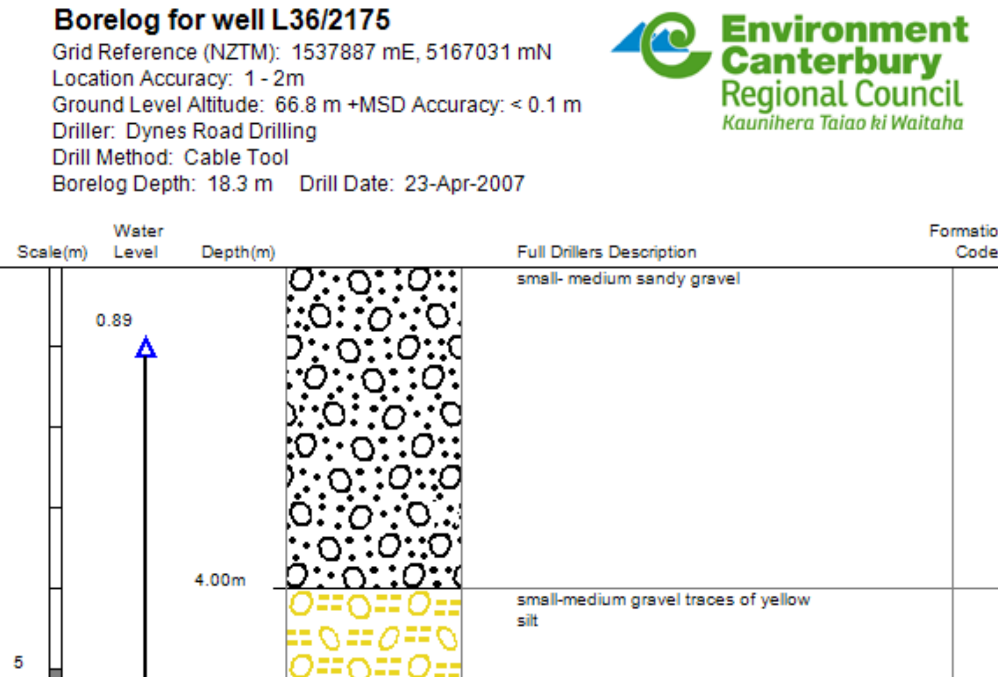 Borelog for well L36/2175
Grid Reference (NZTM): 1537887 mE, 5167031 mN
Location Accuracy: 1 - 2m
Ground Level Altitude: 66.8 m +MSD Accuracy: < 0.1 m
Driller: Dynes Road Drilling
Drill Method: Cable Tool
Borelog Depth: 18.3 m Drill Date: 23-Apr-2007
Environment
Canterbury
Regional Council
Kaunihera Taiao ki Waitaha
Scale(m)
Water
Level
Depth(m)
Full Drillers Description
Formatio
Code
small- medium sandy gravel
0.89
4.00m
small-medium gravel traces of yellow
silt
5